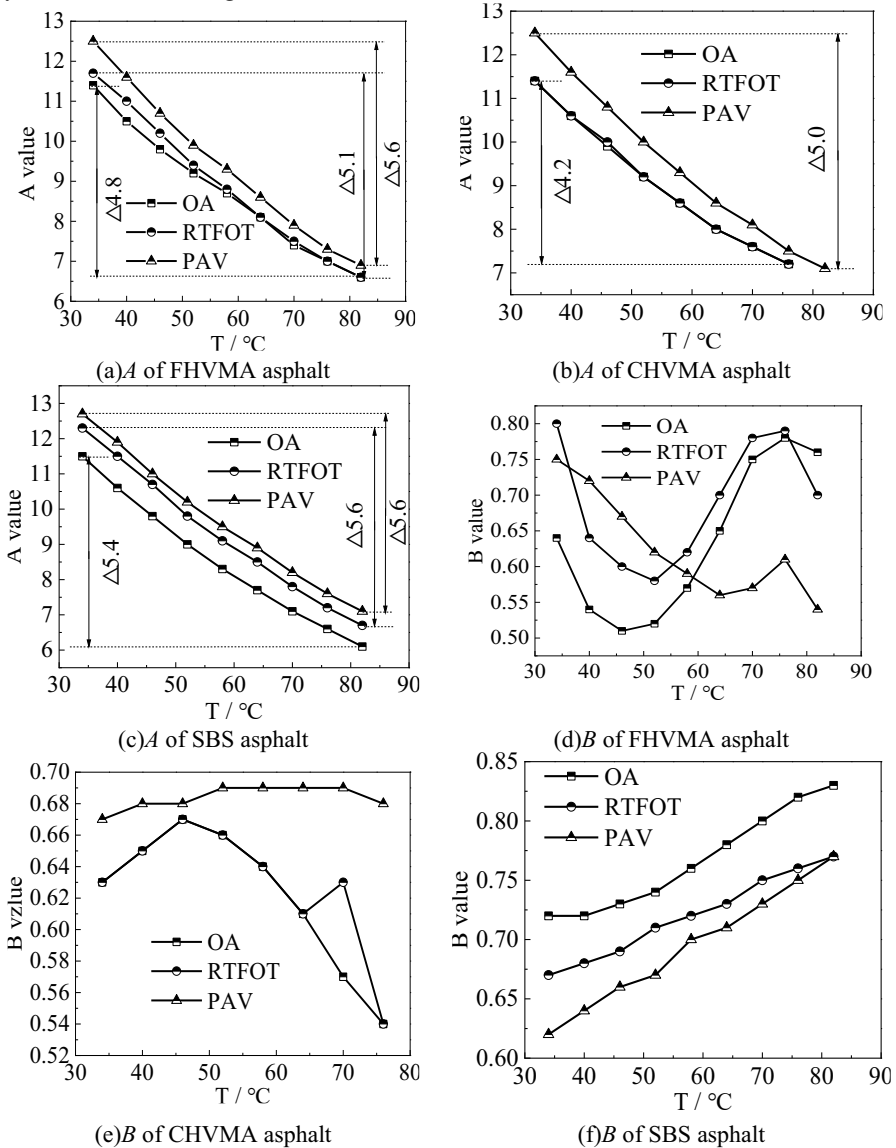 13
12
11
10
9
8
7
6
30 40 50 60 70 80 90
A value
T / °C
△4.8
△5.1
△5.6
OA
RTFOT
PAV
(a)A of FHVMA asphalt
13
12
11
10
9
8
7
30 40 50 60 70 80 90
A value
T / °C
△4.2
△5.0
OA
RTFOT
PAV
(b)A of CHVMA asphalt
13
12
11
10
9
8
7
6
30 40 50 60 70 80 90
A value
T / °C
△5.4
△5.6
△5.6
OA
RTFOT
PAV
(c)A of SBS asphalt
0.80
0.75
0.70
0.65
0.60
0.55
0.50
30 40 50 60 70 80 90
B value
T / °C
OA
RTFOT
PAV
(d)B of FHVMA asphalt
0.70
0.68
0.66
0.64
0.62
0.60
0.58
0.56
0.54
0.52
30 40 50 60 70 80
B vzlue
T / °C
OA
RTFOT
PAV
(e)B of CHVMA asphalt
0.85
0.80
0.75
0.70
0.65
0.60
30 40 50 60 70 80 90
B value
T / °C
OA
RTFOT
PAV
(f)B of SBS asphalt